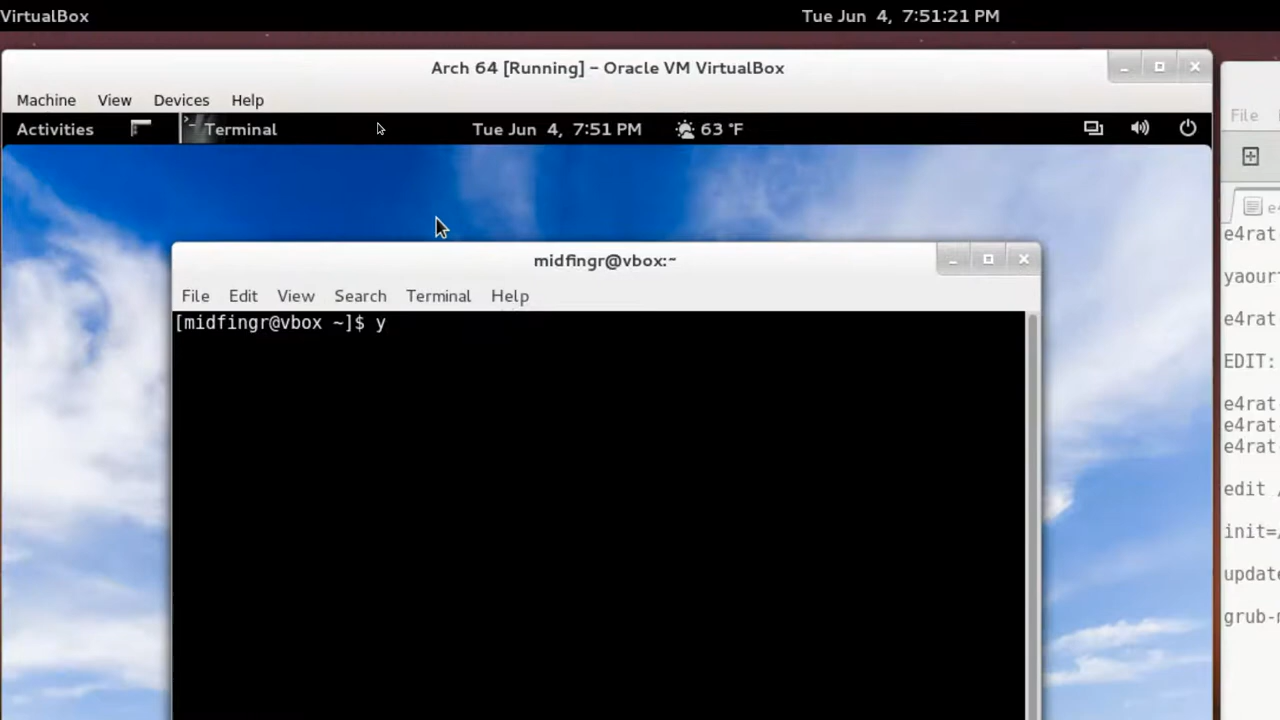 VirtualBox Tue Jun 4, 7:51:21 PM
Arch 64 [Running] – Oracle VM VirtualBox
Machine View Devices Help
Activities Terminal Tue Jun 4, 7:51 PM 63 °F
midfingr@vbox:~
File Edit View Search Terminal Help
[midfingr@vbox ~]$ y
File
e4rat
yaour
e4rat
EDIT:
e4rat
e4rat
e4rat
edit
init=/
update
grub-m